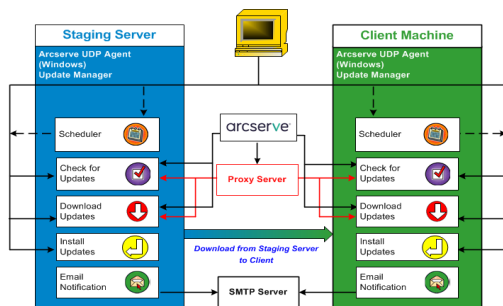 Staging Server
Arcserve UDP Agent
(Windows)
Update Manager
Scheduler
Check for
Updates
Download
Updates
Install
Updates
Email
Notification
arcserve
Proxy Server
Download from Staging Server
to Client
SMTP Server
Client Machine
Arcserve UDP Agent
(Windows)
Update Manager
Scheduler
Check for
Updates
Download
Updates
Install
Updates
Email
Notification